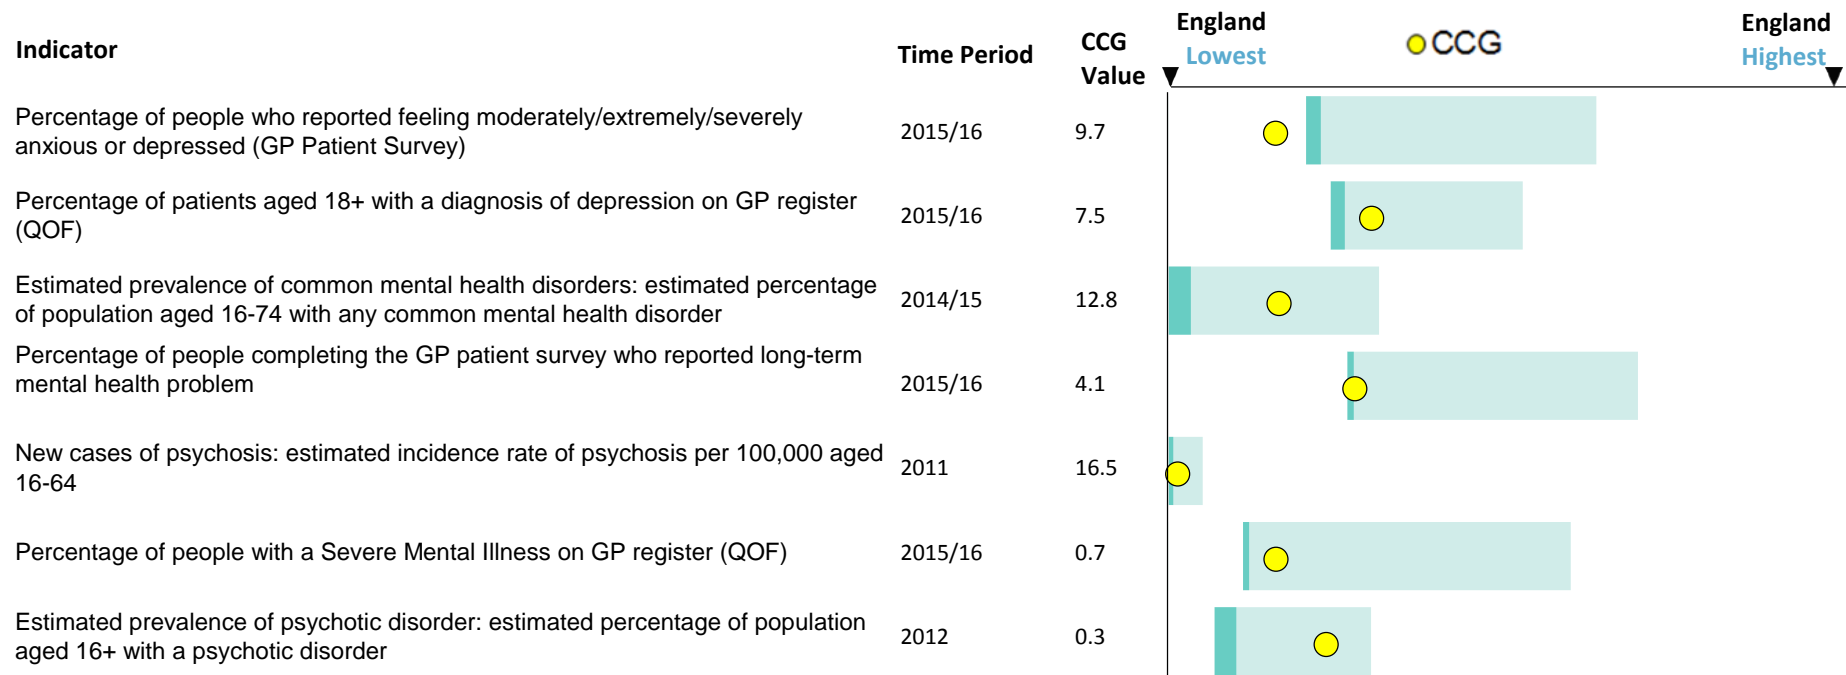 Indicator
Time Period
CCG
Value
England
Lowest
CCG
England
Highest
Percentage of people who reported feeling moderately/extremely/severely
anxious or depressed (GP Patient Survey)
2015/16
9.7
Percentage of patients aged 18+ with a diagnosis of depression on GP register
(QOF)
2015/16
7.5
Estimated prevalence of common mental health disorders: estimated percentage
of population aged 16-74 with any common mental health disorder
2014/15
12.8
Percentage of people completing the GP patient survey who reported long-term
mental health problem
2015/16
4.1
New cases of psychosis: estimated incidence rate of psychosis per 100,000 aged
16-64
2011
16.5
Percentage of people with a Severe Mental Illness on GP register (QOF)
2015/16
0.7
Estimated prevalence of psychotic disorder: estimated percentage of population
aged 16+ with a psychotic disorder
2012
0.3